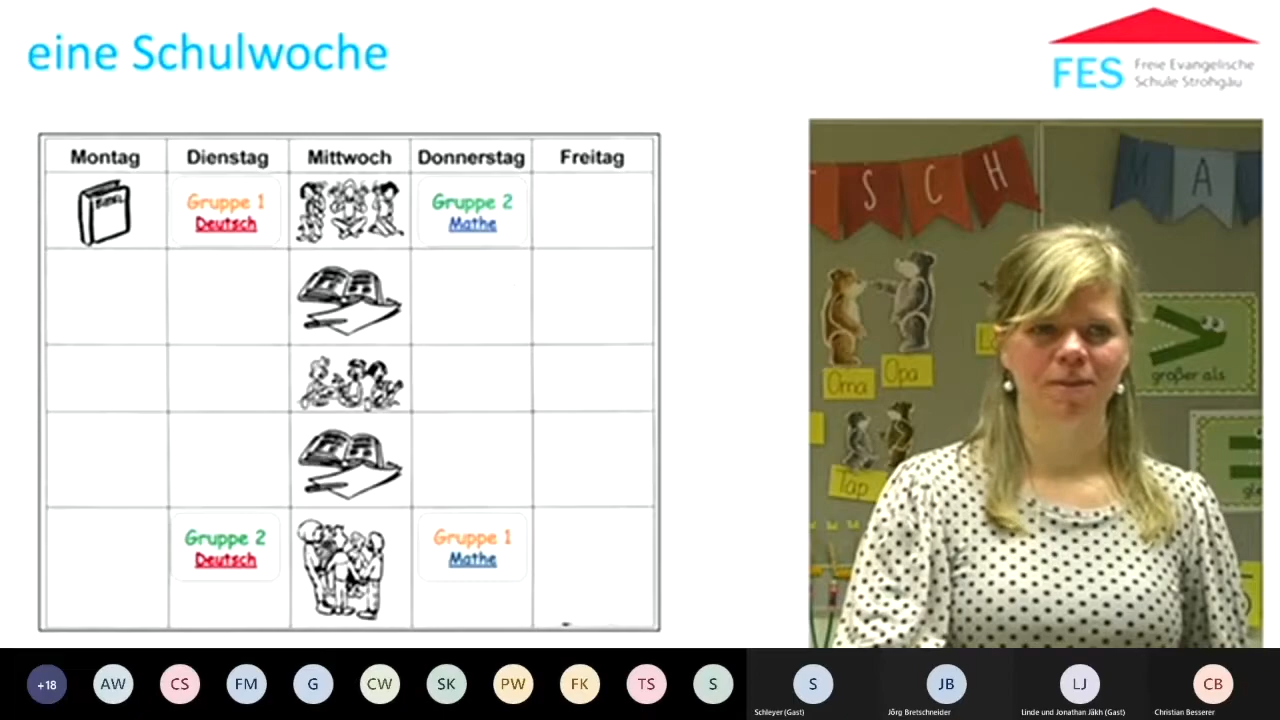 eine Schulwoche
FES
Freie Evangelische
Schule Strohgäu
Montag
Dienstag
Mittwoch
Donnerstag
Freitag
BIBEL
Gruppe 1
Deutsch
Gruppe 2
Mathe
Gruppe 2
Deutsch
Gruppe 1
Mathe
T S C H
M A
Oma
Opa
größer als
Tap
+18
AW
CS
FM
G
CW
SK
PW
FK
TS
S
S
JB
LJ
CB
Schleyer (Gast)
Jörg Bretschneider
Linde und Jonathan Jäkh (Gast)
Christian Besserer